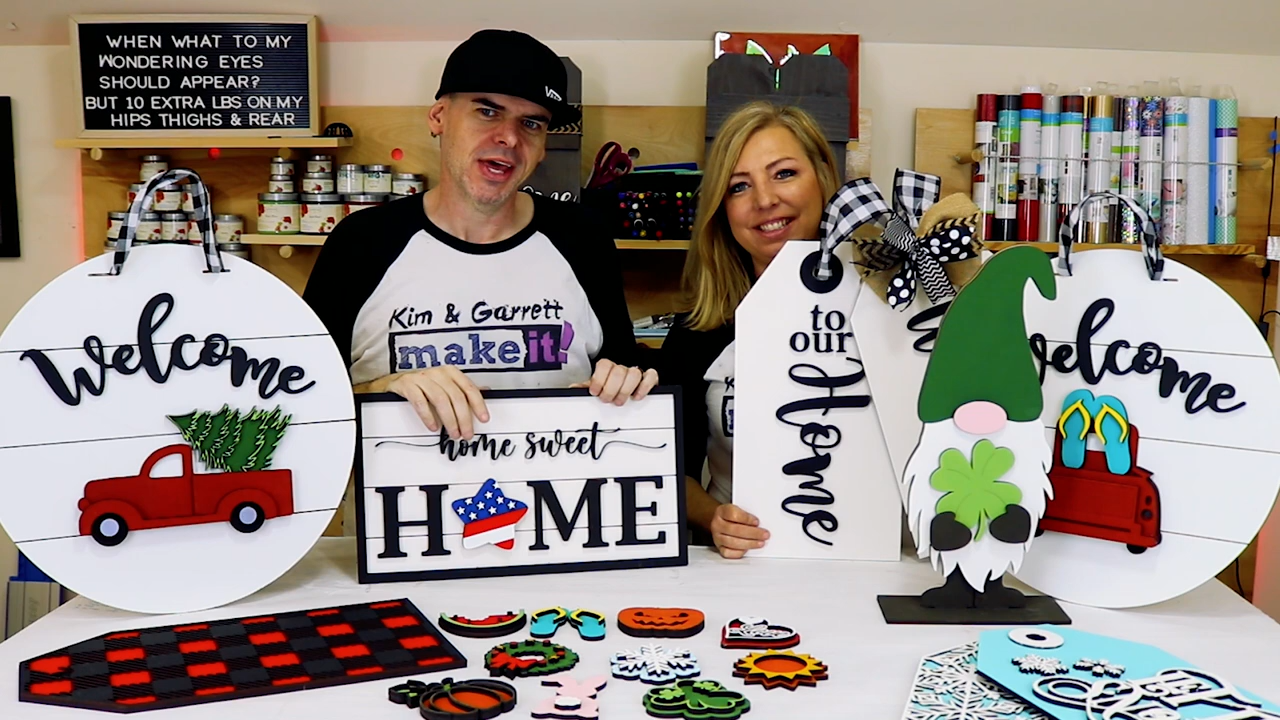 WHEN WHAT TO MY
WONDERING EYES
SHOULD APPEAR?
BUT 10 EXTRA LBS ON MY
HIPS THIGHS & REAR
VANS
Kim & Garrett
make it!
Welcome
home sweet
HOME
to
our
Home
Welcome